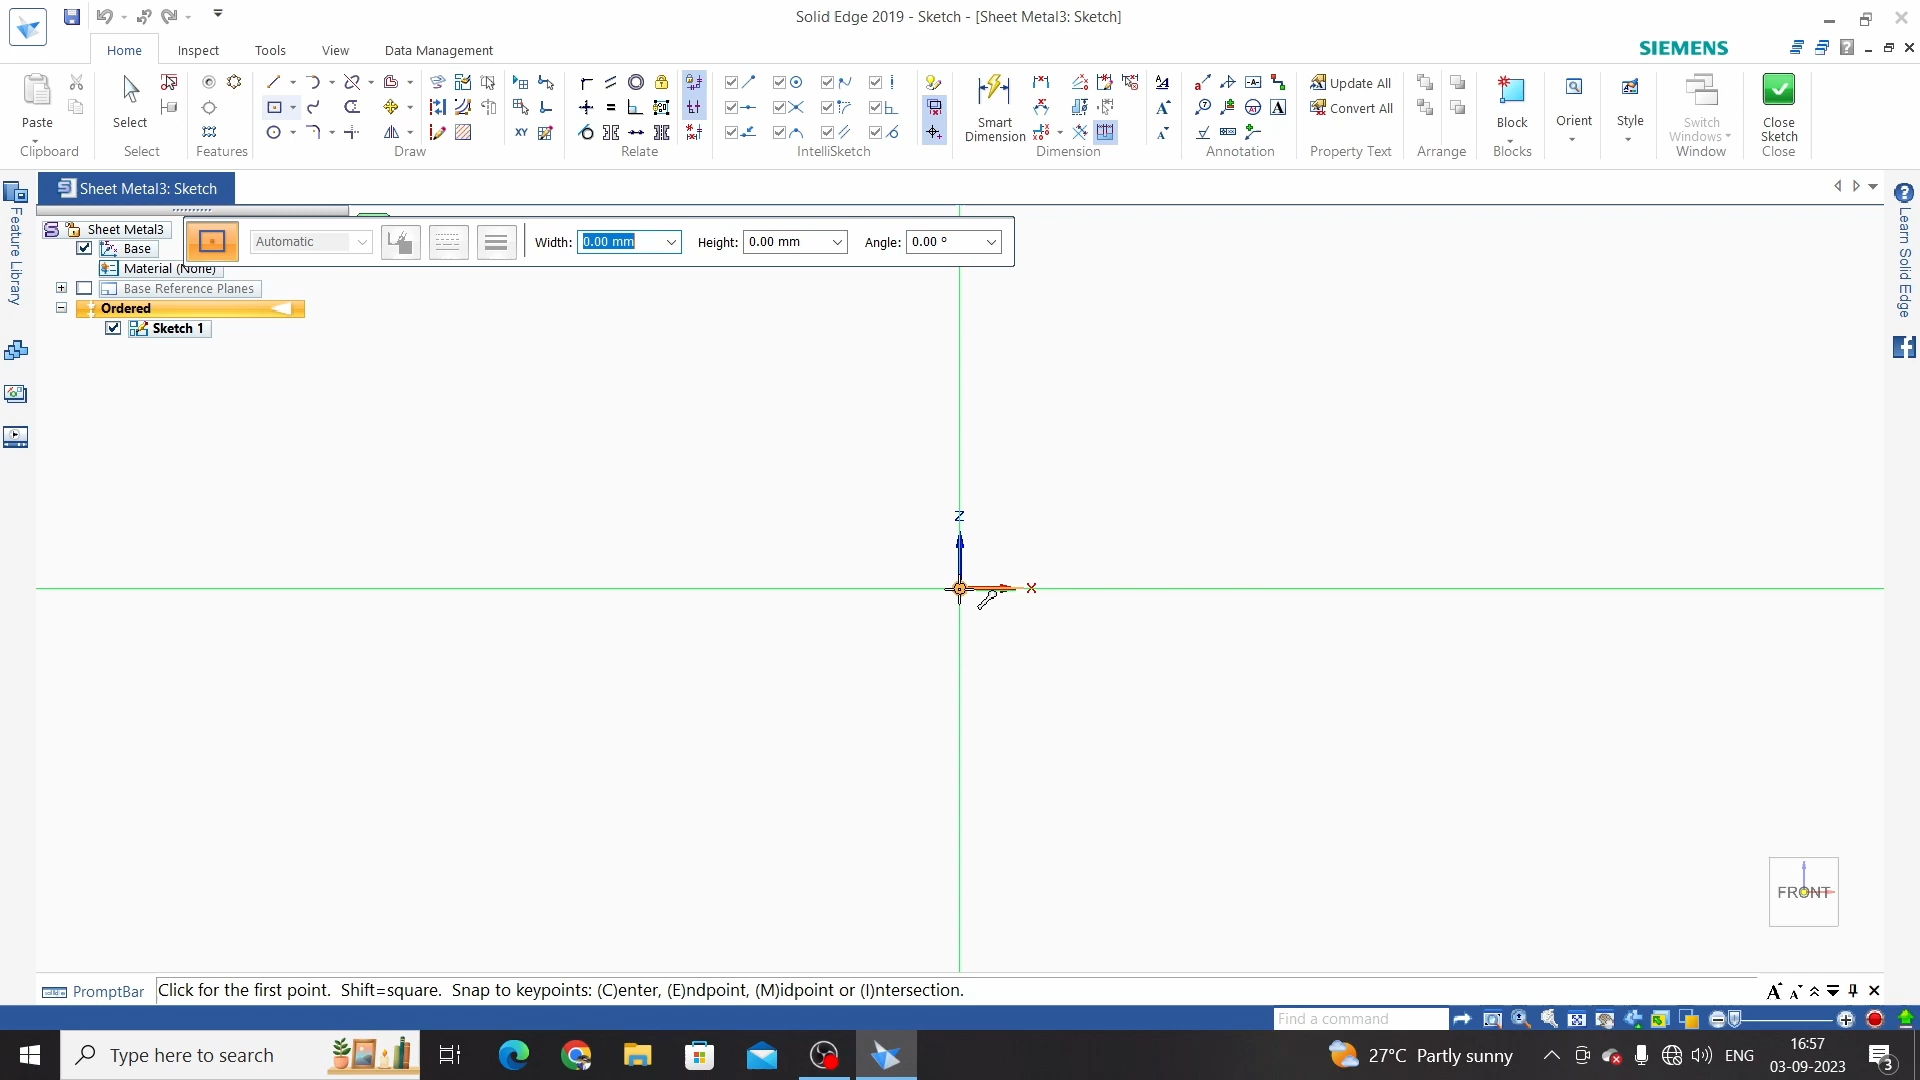 Solid Edge 2019 - Sketch - [Sheet Metal3: Sketch]
Home Inspect Tools View Data Management
SIEMENS
Paste
Clipboard
Select
Select
Features
Draw
Relate
IntelliSketch
Smart
Dimension
Dimension
Annotation
Update All
Convert All
Property Text
Arrange
Block
Blocks
Orient
Style
Switch
Windows
Window
Close
Sketch
Close
Sheet Metal3: Sketch
Feature Library
Learn Solid Edge
Sheet Metal3
Base
Material (None)
Base Reference Planes
Ordered
Sketch 1
Automatic
Width: 0.00 mm Height: 0.00 mm Angle: 0.00 °
Z
X
FRONT
PromptBar Click for the first point. Shift=square. Snap to keypoints: (C)enter, (E)ndpoint, (M)idpoint or (I)ntersection.
Find a command
Type here to search
27°C Partly sunny
ENG
16:57
03-09-2023
3